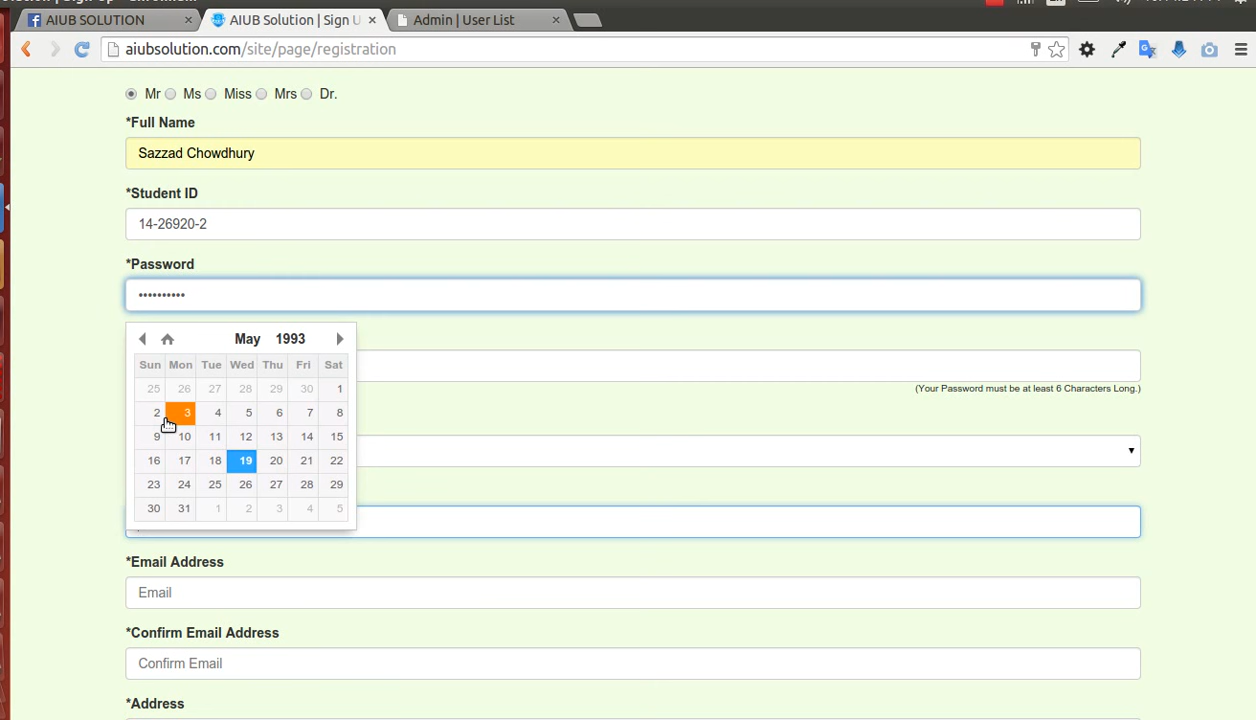 AIUB SOLUTION
AIUB Solution | Sign U
Admin | User List
aiubsolution.com/site/page/registration
Mr Ms Miss Mrs Dr.
*Full Name
Sazzad Chowdhury
*Student ID
14-26920-2
*Password
••••••••••
May 1993
Sun Mon Tue Wed Thu Fri Sat
25 26 27 28 29 30 1
2 3 4 5 6 7 8
9 10 11 12 13 14 15
16 17 18 19 20 21 22
23 24 25 26 27 28 29
30 31 1 2 3 4 5
(Your Password must be at least 6 Characters Long.)
*Email Address
Email
*Confirm Email Address
Confirm Email
*Address